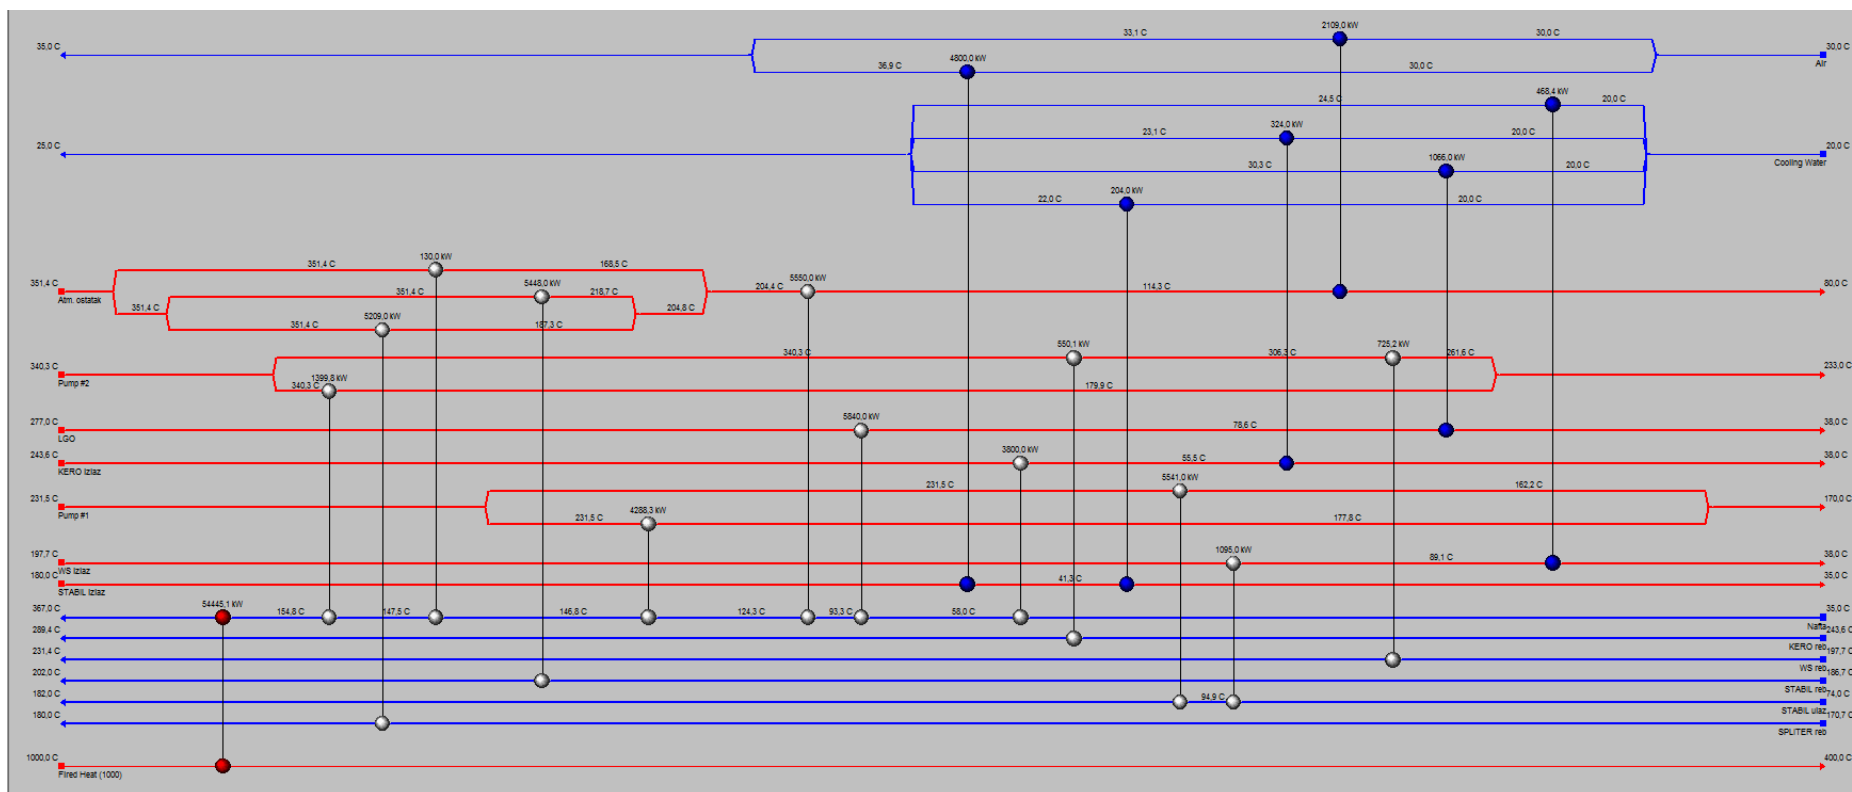 2109,0 kW
33,1 C
30,0 C
35,0 C
30,0 C
Air
4800,0 kW
36,9 C
30,0 C
468,4 kW
24,5 C
20,0 C
324,0 kW
23,1 C
20,0 C
25,0 C
20,0 C
Cooling Water
1066,0 kW
30,3 C
20,0 C
204,0 kW
22,0 C
20,0 C
130,0 kW
351,4 C
168,5 C
351,4 C
5448,0 kW
5550,0 kW
80,0 C
Atm. ostatak
351,4 C
218,7 C
204,4 C
114,3 C
351,4 C
204,8 C
5209,0 kW
351,4 C
187,3 C
550,1 kW
725,2 kW
340,3 C
306,3 C
261,6 C
340,3 C
233,0 C
Pump #2
1399,8 kW
340,3 C
179,9 C
277,0 C
5840,0 kW
38,0 C
LGO
78,6 C
243,6 C
3800,0 kW
38,0 C
KERO izlaz
55,5 C
5541,0 kW
231,5 C
162,2 C
231,5 C
170,0 C
Pump #1
4288,3 kW
231,5 C
177,8 C
197,7 C
1095,0 kW
38,0 C
WS izlaz
89,1 C
180,0 C
41,3 C
35,0 C
STABIL izlaz
367,0 C
54445,1 kW
154,8 C
147,5 C
146,8 C
124,3 C
93,3 C
58,0 C
35,0 C
Nafta
289,4 C
243,6 C
KERO reb
231,4 C
197,7 C
WS reb
202,0 C
186,7 C
STABIL reb
182,0 C
94,9 C
74,0 C
STABIL ulaz
180,0 C
170,7 C
SPLITER reb
1000,0 C
400,0 C
Fired Heat (1000)